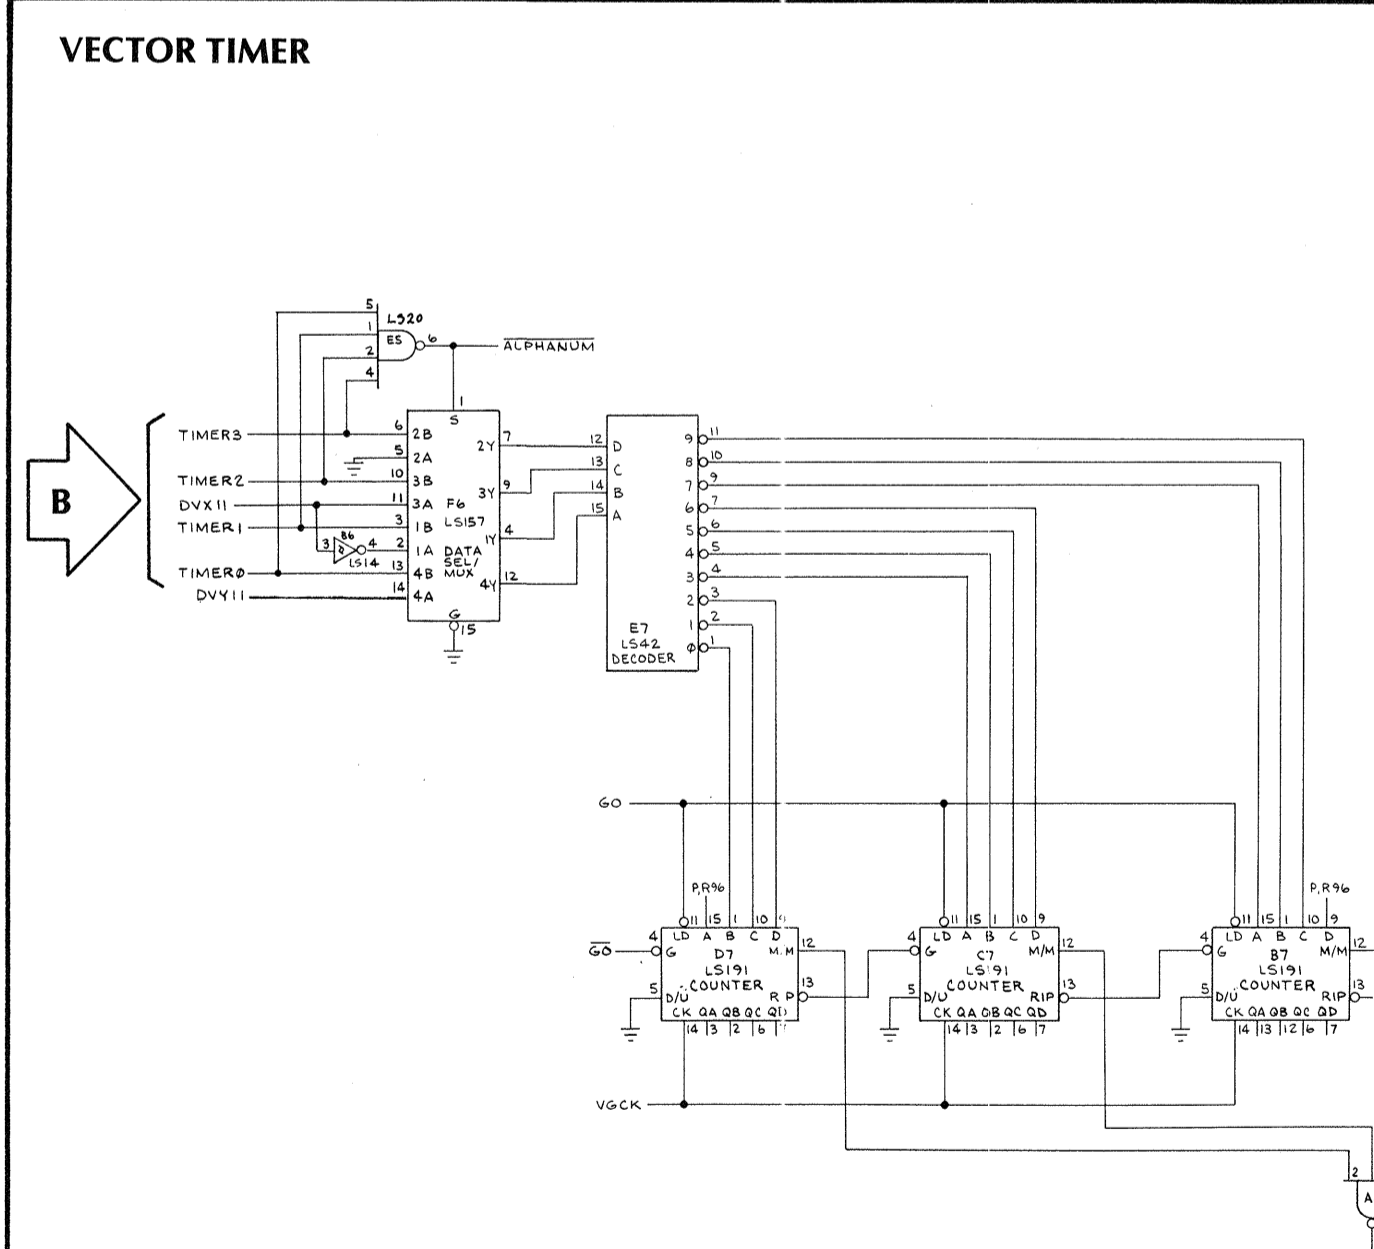 VECTOR TIMER
5
LS20
1
E5
6
ALPHANUM
2
4
1
S
B
TIMER3
6
2B
2Y
7
12
D
9
11
5
2A
8
10
TIMER2
10
3B
13
C
7
9
DVX11
11
3A
F6
3Y
9
14
B
6
7
TIMER1
3
1B
LS157
15
A
5
6
B6
3
4
LS14
2
1A
DATA
SEL/
MUX
1Y
4
4
5
TIMER0
13
4B
4Y
12
3
4
DVY11
14
4A
2
3
G
15
E7
LS42
DECODER
1
2
0
1
GO
P,R96
P,R96
11
15
1
10
11
15
1
10
9
11
15
1
10
9
4
LD
A
B
C
D
12
4
LD
A
B
C
D
12
4
LD
A
B
C
D
12
GO
G
D7
M/M
G
C7
M/M
G
B7
M/M
LS191
LS191
LS191
5
D/U
COUNTER
R P
13
5
D/U
COUNTER
RIP
13
5
D/U
COUNTER
RIP
13
CK QA QB QC QD
CK QA QB QC QD
CK QA QB QC QD
14
3
2
6
14
3
2
6
7
14
13
12
6
7
VGCK
2
A